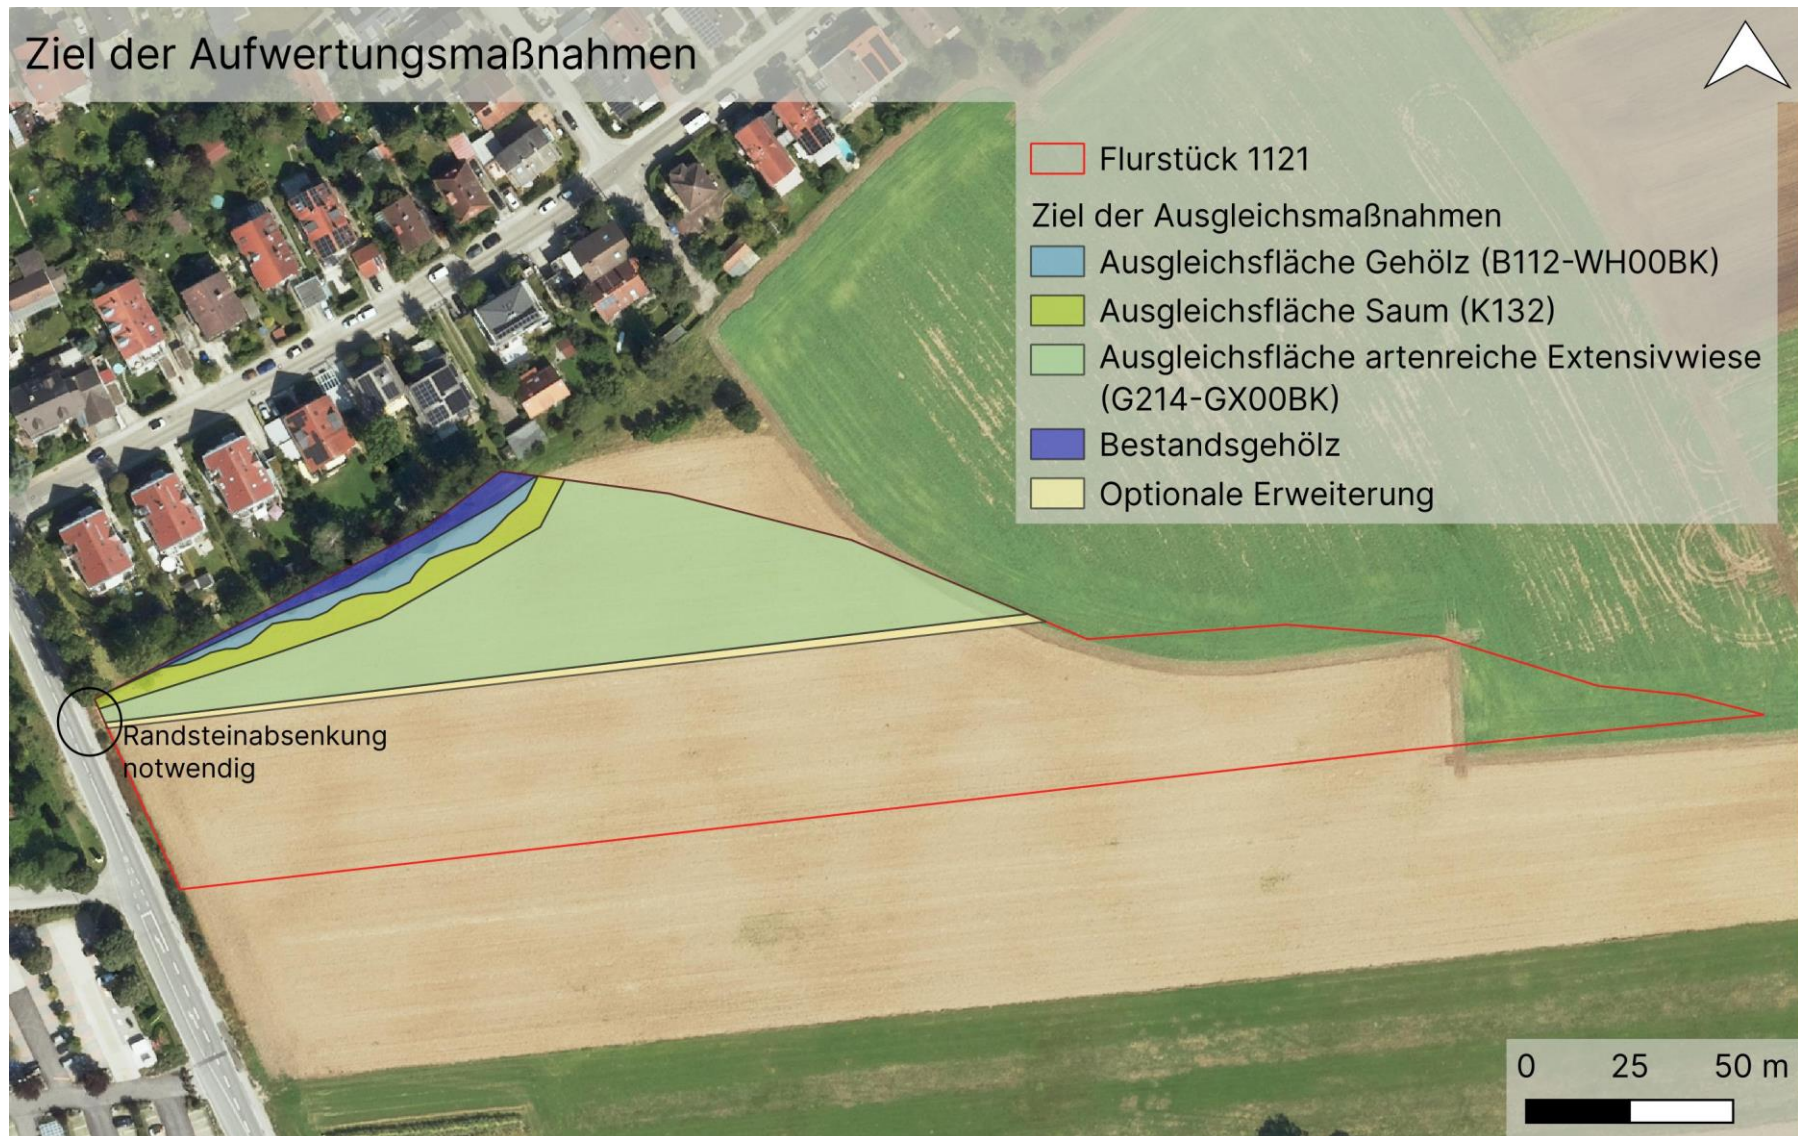 Ziel der Aufwertungsmaßnahmen
Flurstück 1121
Ziel der Ausgleichsmaßnahmen
Ausgleichsfläche Gehölz (B112-WH00BK)
Ausgleichsfläche Saum (K132)
Ausgleichsfläche artenreiche Extensivwiese
(G214-GX00BK)
Bestandsgehölz
Optionale Erweiterung
Randsteinabsenkung
notwendig
0 25 50 m